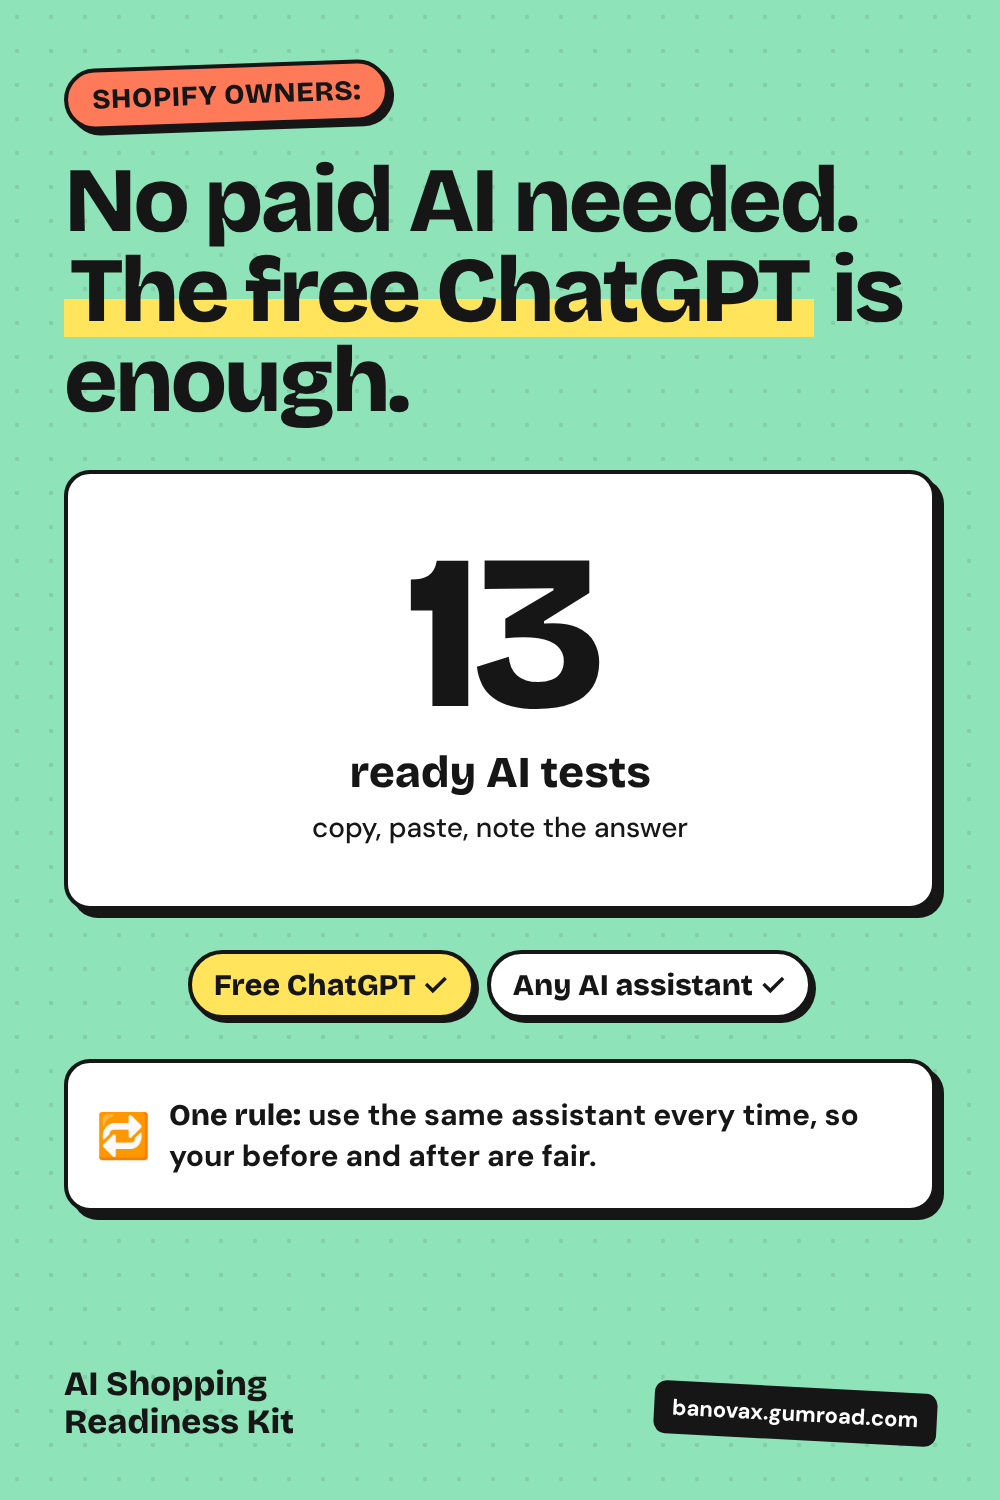 SHOPIFY OWNERS:
No paid AI needed.
The free ChatGPT is
enough.
13
ready AI tests
copy, paste, note the answer
Free ChatGPT ✓
Any AI assistant ✓
One rule: use the same assistant every time, so
your before and after are fair.
AI Shopping
Readiness Kit
banovax.gumroad.com